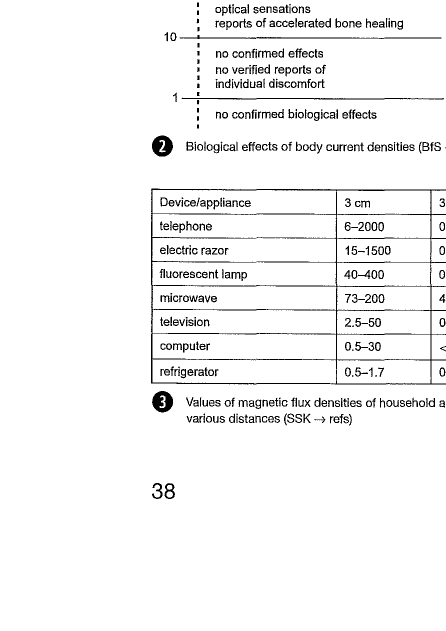 optical sensations
reports of accelerated bone healing
10
no confirmed effects
no verified reports of
individual discomfort
1
no confirmed biological effects
2 Biological effects of body current densities (BfS
Device/appliance 3 cm 3
telephone 6–2000 0
electric razor 15–1500 0
fluorescent lamp 40–400 0
microwave 73–200 4
television 2.5–50 0
computer 0.5–30 <
refrigerator 0.5–1.7 0
3 Values of magnetic flux densities of household a
various distances (SSK → refs)
38